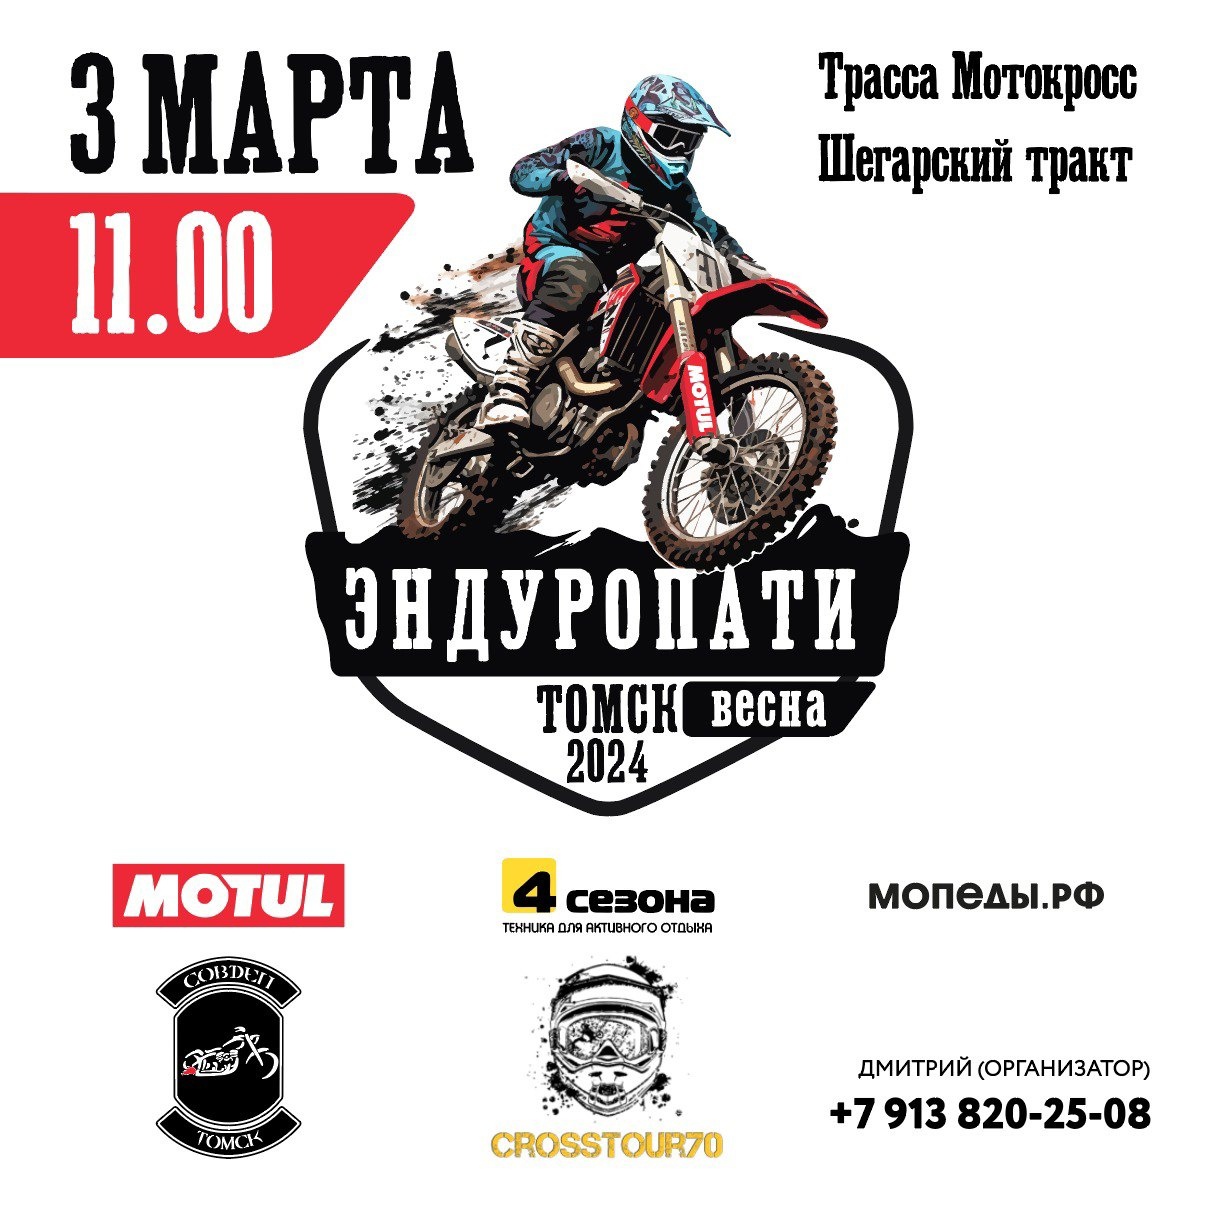 3 МАРТА
11.00
Трасса Мотокросс
Шегарский тракт
MOTUL
ЭНДУРОПАТИ
ТОМСК весна
2024
MOTUL
4 сезона
ТЕХНИКА ДЛЯ АКТИВНОГО ОТДЫХА
МОПЕДЫ.РФ
СОВДЕП
ТОМСК
CROSSTOUR70
ДМИТРИЙ (ОРГАНИЗАТОР)
+7 913 820-25-08